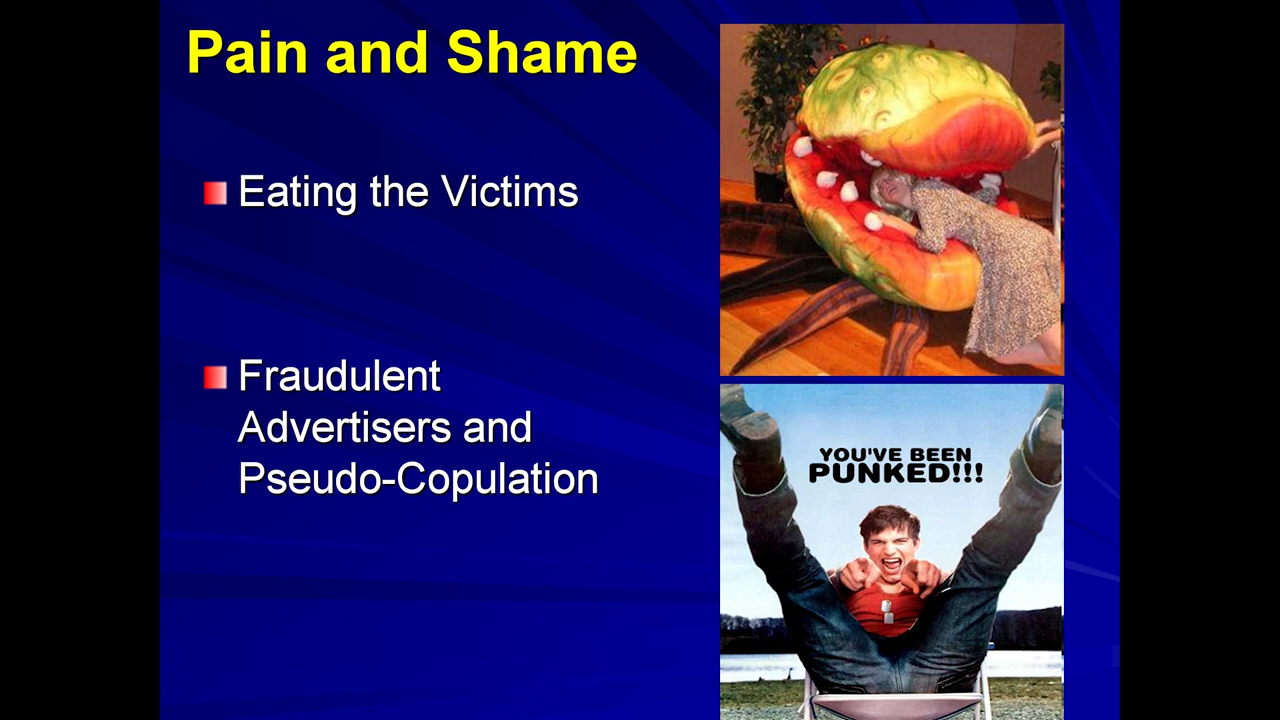 Pain and Shame
Eating the Victims
Fraudulent
Advertisers and
Pseudo-Copulation
YOU'VE BEEN
PUNKED!!!